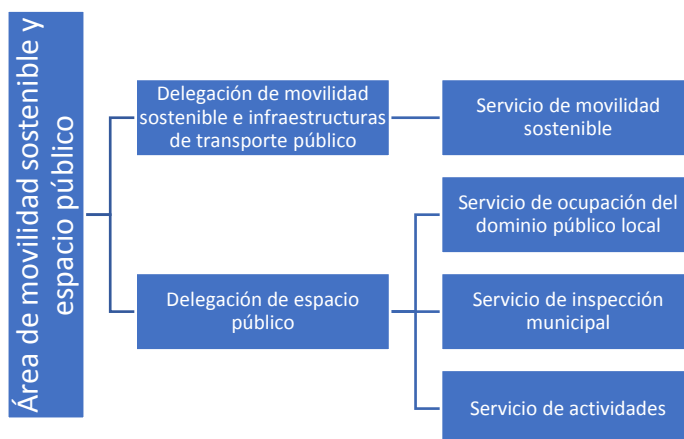 Área de movilidad sostenible y
espacio público
Delegación de movilidad
sostenible e infraestructuras
de transporte público
Servicio de movilidad
sostenible
Delegación de espacio
público
Servicio de ocupación del
dominio público local
Servicio de inspección
municipal
Servicio de actividades